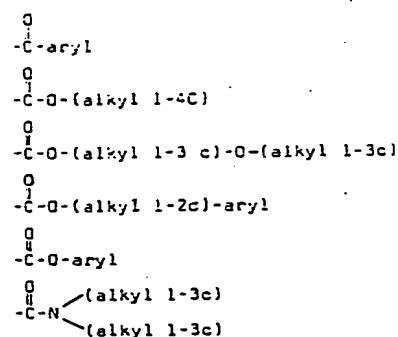 O
-C-aryl
O
-C-O-(alkyl 1-4C)
O
-C-O-(alkyl 1-3 c)-O-(alkyl 1-3c)
O
-C-O-(alkyl 1-2c)-aryl
O
-C-O-aryl
O
(alkyl 1-3c)
-C-N
(alkyl 1-3c)